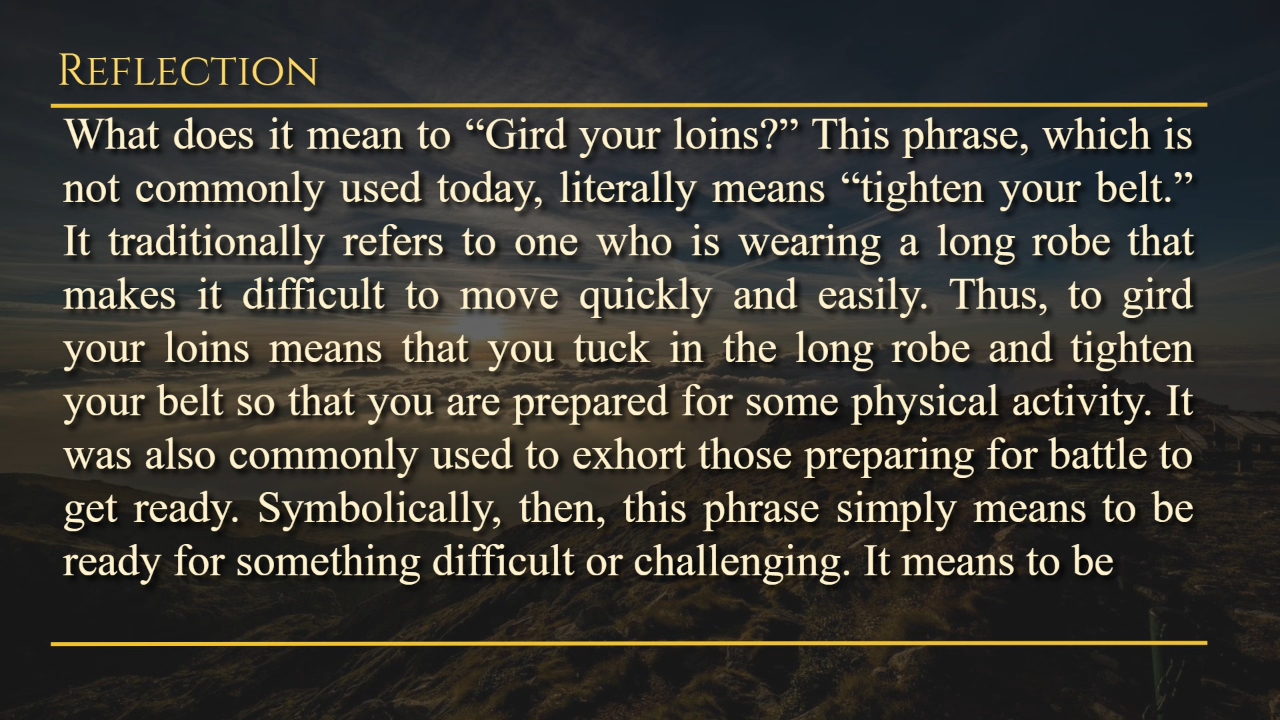 Reflection
What does it mean to “Gird your loins?” This phrase, which is
not commonly used today, literally means “tighten your belt.”
It traditionally refers to one who is wearing a long robe that
makes it difficult to move quickly and easily. Thus, to gird
your loins means that you tuck in the long robe and tighten
your belt so that you are prepared for some physical activity. It
was also commonly used to exhort those preparing for battle to
get ready. Symbolically, then, this phrase simply means to be
ready for something difficult or challenging. It means to be